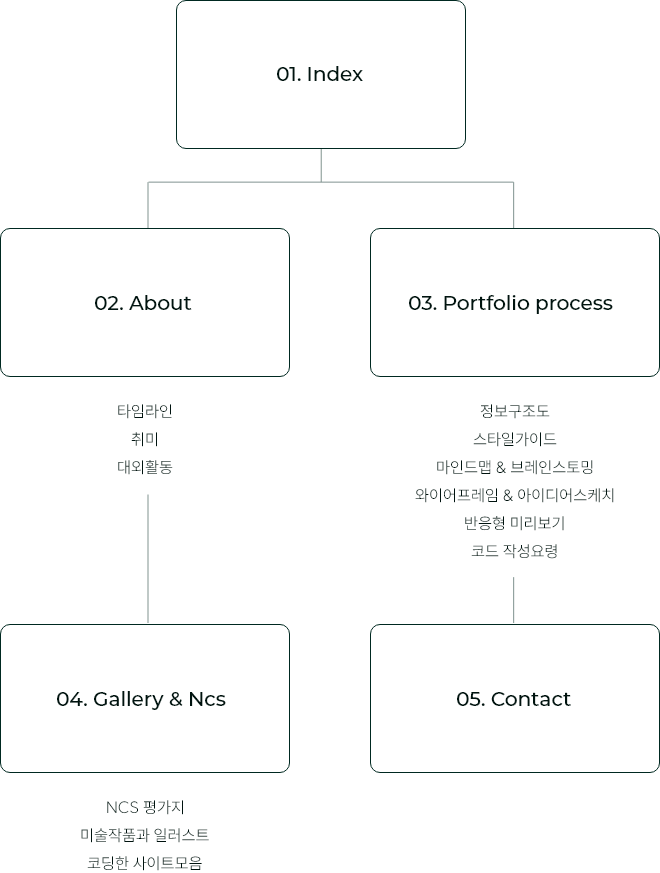 01. Index
02. About
타임라인
취미
대외활동
03. Portfolio process
정보구조도
스타일가이드
마인드맵 & 브레인스토밍
와이어프레임 & 아이디어스케치
반응형 미리보기
코드 작성요령
04. Gallery & Ncs
NCS 평가지
미술작품과 일러스트
코딩한 사이트모음
05. Contact